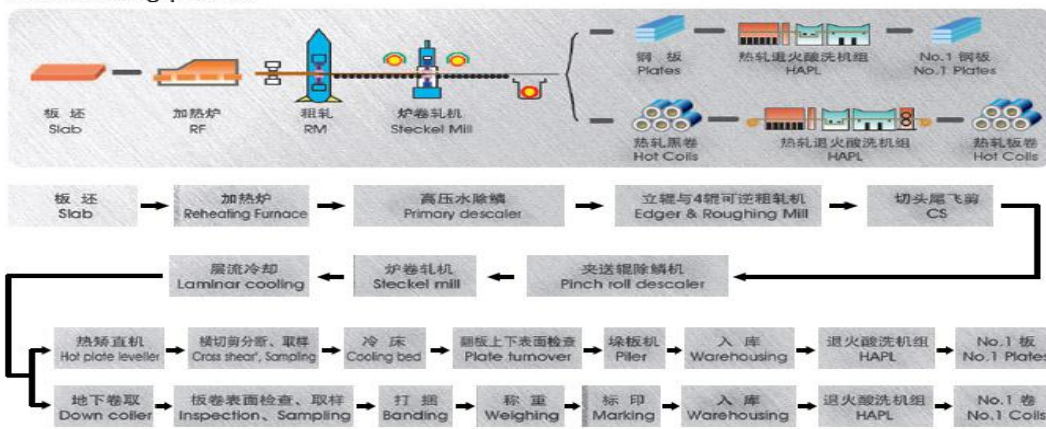 钢 板
Plates
热轧退火酸洗机组
HAPL
No.1 钢板
No.1 Plates
板 坯
Slab
加热炉
RF
粗轧
RM
炉卷轧机
Steckel Mill
热轧黑卷
Hot Coils
热轧退火酸洗机组
HAPL
热轧板卷
Hot Coils
板 坯
Slab
加热炉
Reheating Furnace
高压水除鳞
Primary descaler
立辊与4辊可逆粗轧机
Edger & Roughing Mill
切头尾飞剪
CS
层流冷却
Laminar cooling
炉卷轧机
Steckel mill
夹送辊除鳞机
Pinch roll descaler
热矫直机
Hot plate leveller
横切剪分断、取样
Cross shear', Sampling
冷 床
Cooling bed
翻板上下表面检查
Plate turnover
垛板机
Piler
入 库
Warehousing
退火酸洗机组
HAPL
No.1 板
No.1 Plates
地下卷取
Down coiler
板卷表面检查、取样
Inspection、Sampling
打 捆
Banding
称 重
Weighing
标 印
Marking
入 库
Warehousing
退火酸洗机组
HAPL
No.1 卷
No.1 Coils